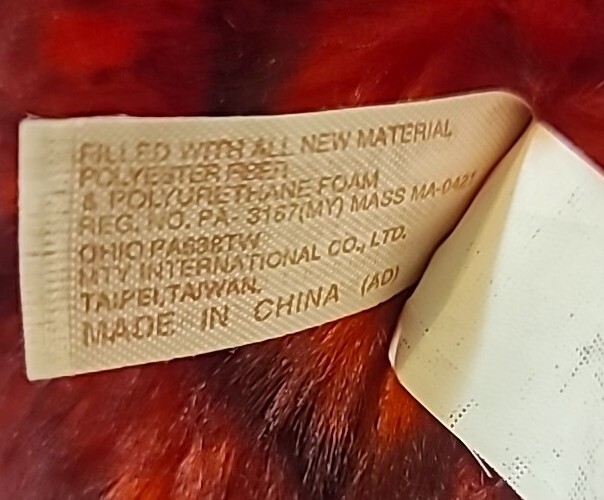 FILLED WITH ALL NEW MATERIAL
POLYESTER FIBER
& POLYURETHANE FOAM
REG. NO. PA- 3167(MY) MASS MA-0421
OHIO PA638TW
MTY INTERNATIONAL CO., LTD.
TAIPEI, TAIWAN.
MADE IN CHINA (AD)